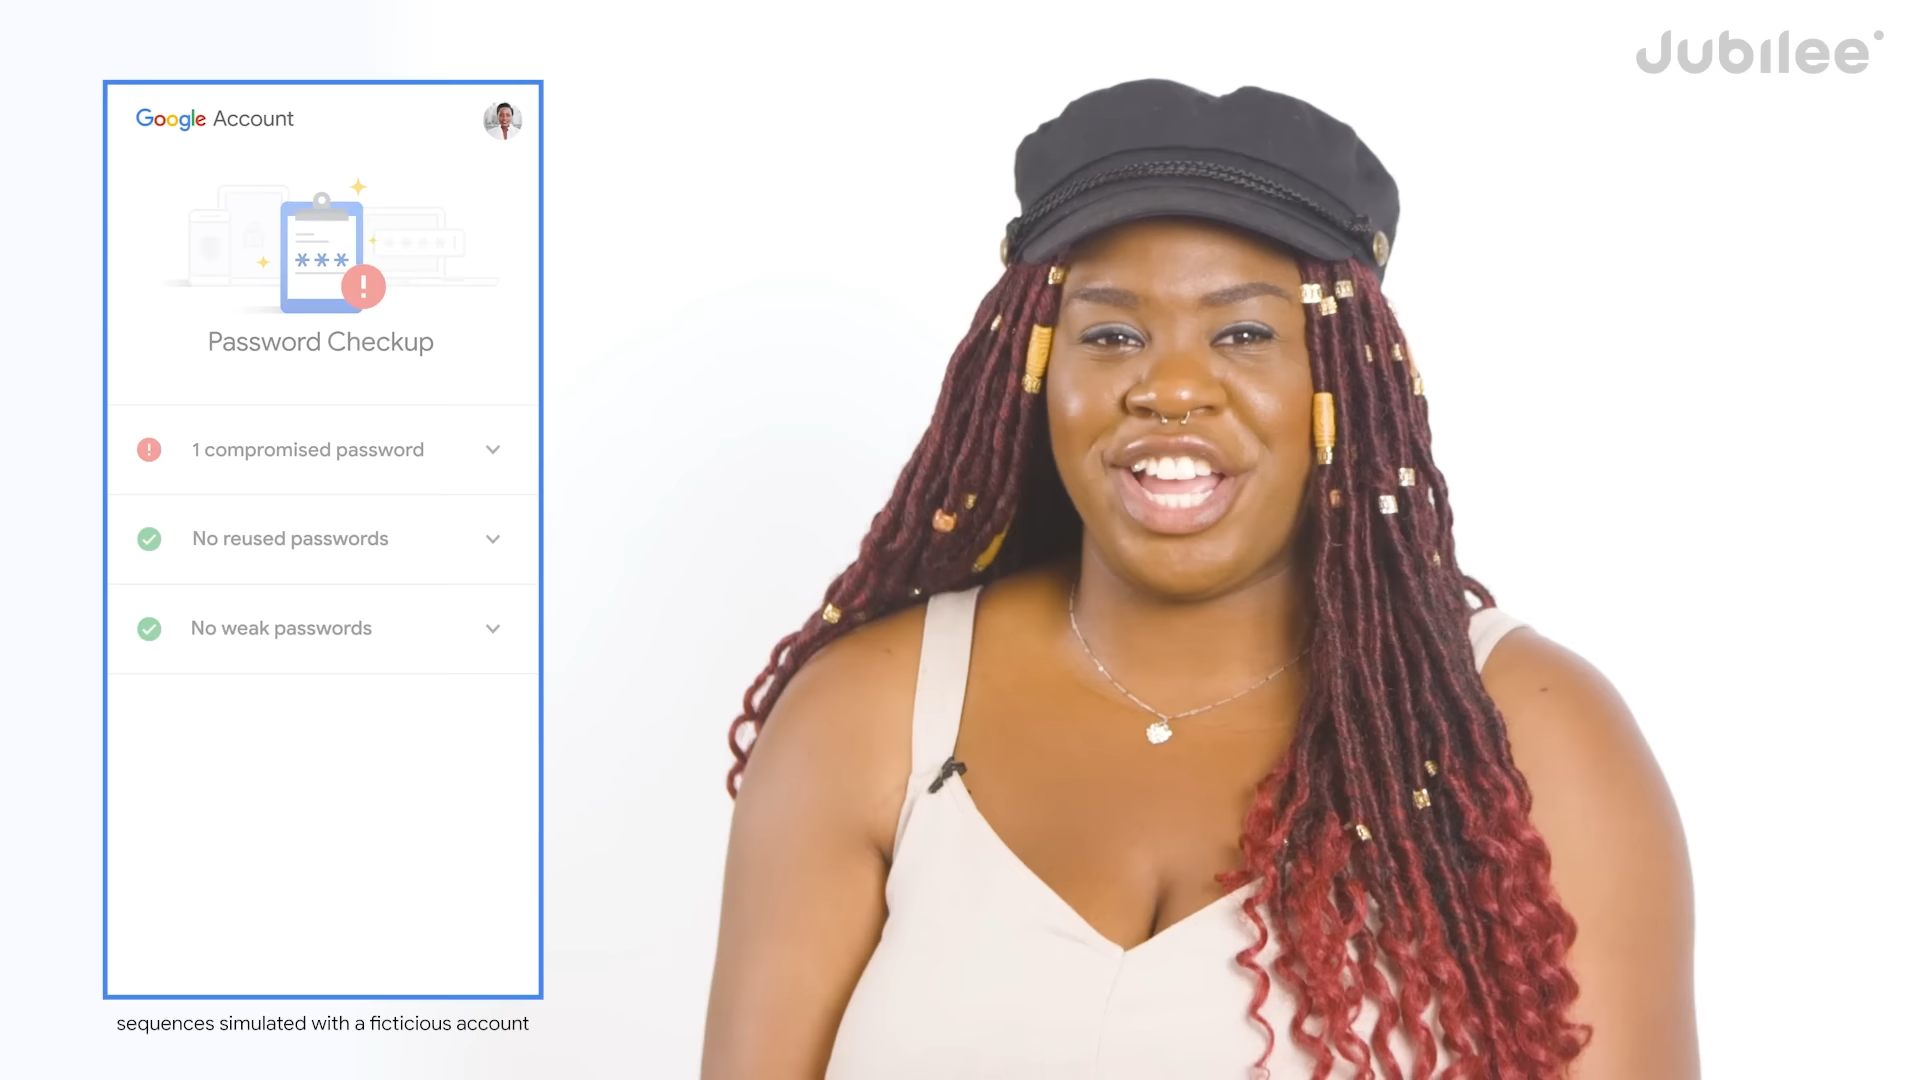 Jubilee
Google Account
***
Password Checkup
1 compromised password
No reused passwords
No weak passwords
sequences simulated with a ficticious account